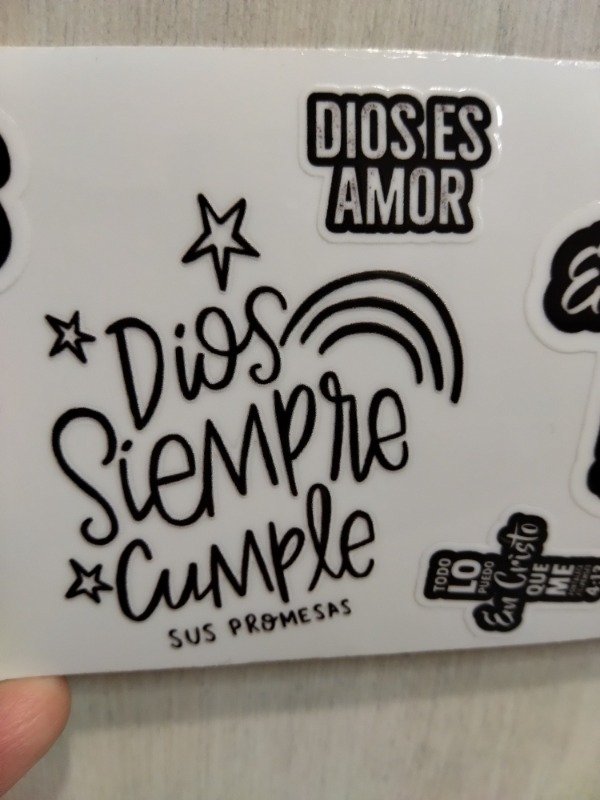 DIOS ES
AMOR
Dios
Siempre
Cumple
SUS PROMESAS
TODO
LO
PUEDO
En Cristo
QUE
ME